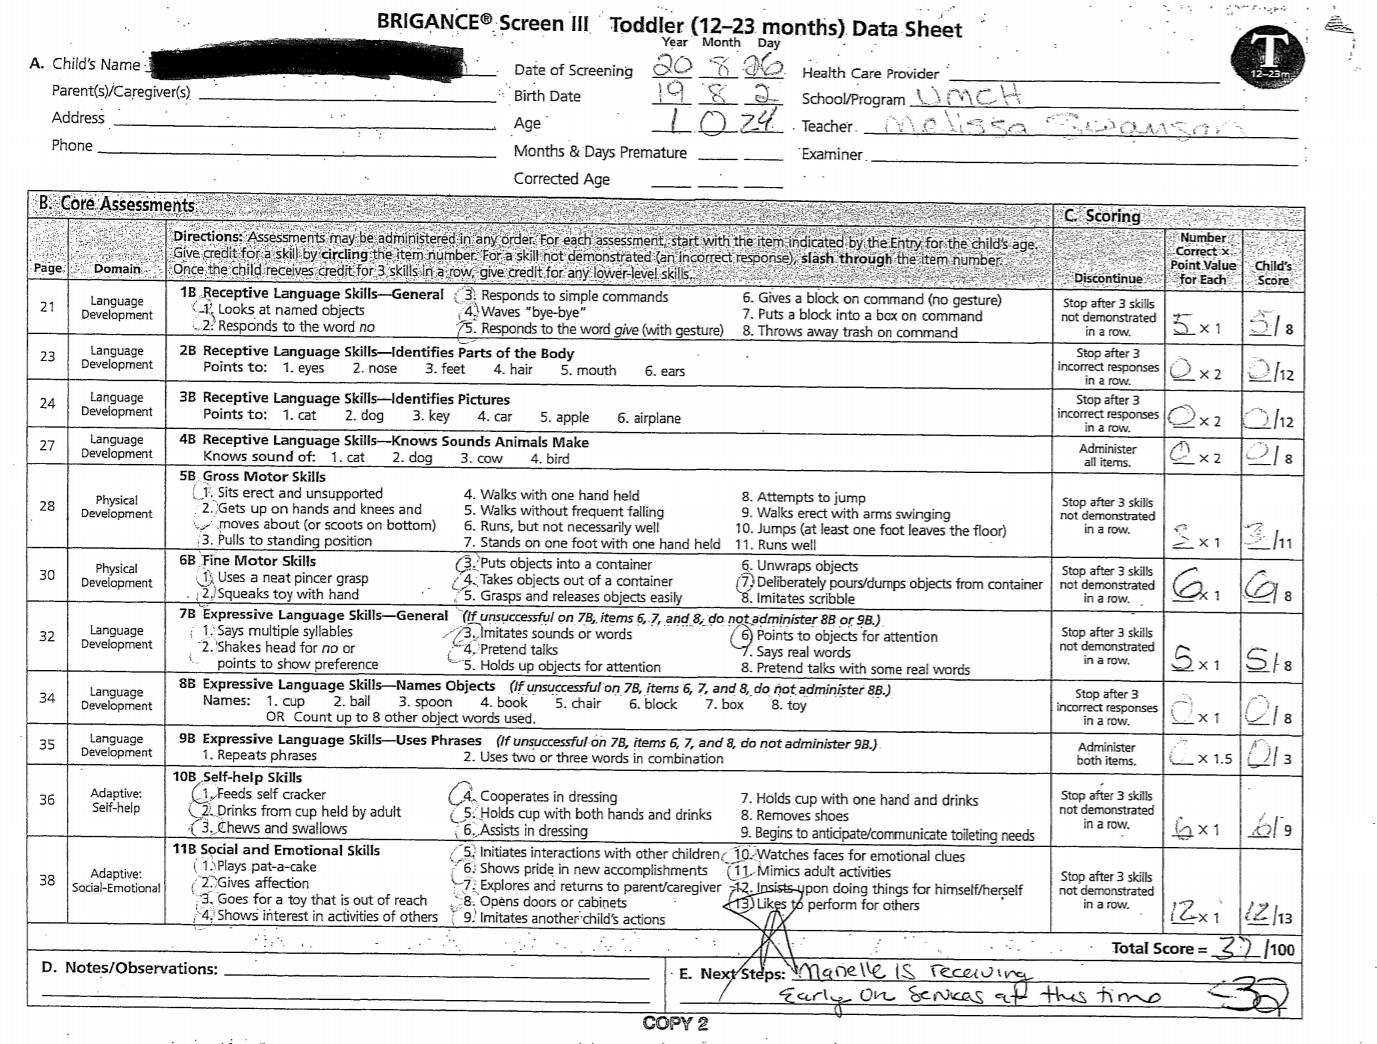 BRIGANCE® Screen III Toddler (12–23 months) Data Sheet
Year Month Day
T
12–23m
A. Child's Name
Date of Screening 20 8 26
Health Care Provider
Parent(s)/Caregiver(s)
Birth Date 19 8 2
School/Program UMCH
Address
Age 1 0 24
Teacher Melissa Swanson
Phone
Months & Days Premature
Examiner
Corrected Age
B. Core Assessments
C. Scoring
Page
Domain
Directions: Assessments may be administered in any order. For each assessment, start with the item indicated by the Entry for the child's age.
Give credit for a skill by circling the item number. For a skill not demonstrated (an incorrect response), slash through the item number.
Once the child receives credit for 3 skills in a row, give credit for any lower-level skills.
Discontinue
Number Correct × Point Value for Each
Child's Score
21
Language Development
1B Receptive Language Skills—General
1. Looks at named objects
2. Responds to the word no
3. Responds to simple commands
4. Waves "bye-bye"
5. Responds to the word give (with gesture)
6. Gives a block on command (no gesture)
7. Puts a block into a box on command
8. Throws away trash on command
Stop after 3 skills not demonstrated in a row.
5 × 1
5/8
23
Language Development
2B Receptive Language Skills—Identifies Parts of the Body
Points to: 1. eyes 2. nose 3. feet 4. hair 5. mouth 6. ears
Stop after 3 incorrect responses in a row.
0 × 2
0/12
24
Language Development
3B Receptive Language Skills—Identifies Pictures
Points to: 1. cat 2. dog 3. key 4. car 5. apple 6. airplane
Stop after 3 incorrect responses in a row.
0 × 2
0/12
27
Language Development
4B Receptive Language Skills—Knows Sounds Animals Make
Knows sound of: 1. cat 2. dog 3. cow 4. bird
Administer all items.
0 × 2
0/8
28
Physical Development
5B Gross Motor Skills
1. Sits erect and unsupported
2. Gets up on hands and knees and
moves about (or scoots on bottom)
3. Pulls to standing position
4. Walks with one hand held
5. Walks without frequent falling
6. Runs, but not necessarily well
7. Stands on one foot with one hand held
8. Attempts to jump
9. Walks erect with arms swinging
10. Jumps (at least one foot leaves the floor)
11. Runs well
Stop after 3 skills not demonstrated in a row.
3 × 1
3/11
30
Physical Development
6B Fine Motor Skills
1. Uses a neat pincer grasp
2. Squeaks toy with hand
3. Puts objects into a container
4. Takes objects out of a container
5. Grasps and releases objects easily
6. Unwraps objects
7. Deliberately pours/dumps objects from container
8. Imitates scribble
Stop after 3 skills not demonstrated in a row.
6 × 1
6/8
32
Language Development
7B Expressive Language Skills—General (If unsuccessful on 7B, items 6, 7, and 8, do not administer 8B or 9B.)
1. Says multiple syllables
2. Shakes head for no or
points to show preference
3. Imitates sounds or words
4. Pretend talks
5. Holds up objects for attention
6. Points to objects for attention
7. Says real words
8. Pretend talks with some real words
Stop after 3 skills not demonstrated in a row.
5 × 1
5/8
34
Language Development
8B Expressive Language Skills—Names Objects (If unsuccessful on 7B, items 6, 7, and 8, do not administer 8B.)
Names: 1. cup 2. ball 3. spoon 4. book 5. chair 6. block 7. box 8. toy
OR Count up to 8 other object words used.
Stop after 3 incorrect responses in a row.
0 × 1
0/8
35
Language Development
9B Expressive Language Skills—Uses Phrases (If unsuccessful on 7B, items 6, 7, and 8, do not administer 9B.)
1. Repeats phrases 2. Uses two or three words in combination
Administer both items.
0 × 1.5
0/3
36
Adaptive: Self-help
10B Self-help Skills
1. Feeds self cracker
2. Drinks from cup held by adult
3. Chews and swallows
4. Cooperates in dressing
5. Holds cup with both hands and drinks
6. Assists in dressing
7. Holds cup with one hand and drinks
8. Removes shoes
9. Begins to anticipate/communicate toileting needs
Stop after 3 skills not demonstrated in a row.
6 × 1
6/9
38
Adaptive: Social-Emotional
11B Social and Emotional Skills
1. Plays pat-a-cake
2. Gives affection
3. Goes for a toy that is out of reach
4. Shows interest in activities of others
5. Initiates interactions with other children
6. Shows pride in new accomplishments
7. Explores and returns to parent/caregiver
8. Opens doors or cabinets
9. Imitates another child's actions
10. Watches faces for emotional clues
11. Mimics adult activities
12. Insists upon doing things for himself/herself
13. Likes to perform for others
Stop after 3 skills not demonstrated in a row.
12 × 1
12/13
Total Score = 37/100
D. Notes/Observations:
E. Next Steps: Marielle is receiving
Early On Services at this time
COPY 2